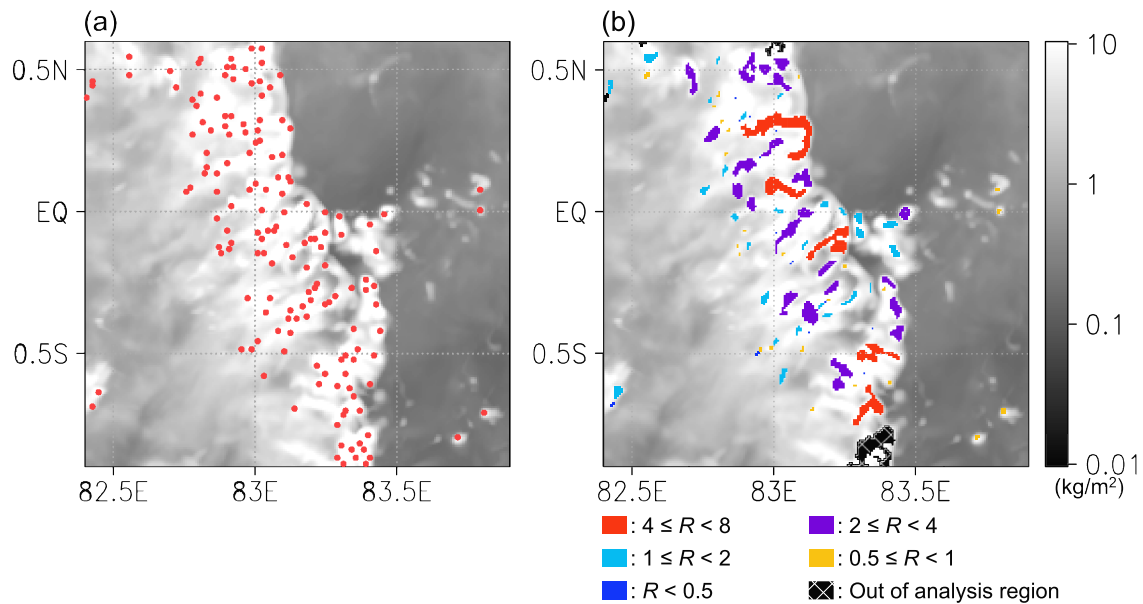 (a)
(b)
0.5N
EQ
0.5S
82.5E
83E
83.5E
0.5N
EQ
0.5S
82.5E
83E
83.5E
10
1
0.1
0.01
(kg/m²)
: 4 ≤ R < 8
: 2 ≤ R < 4
: 1 ≤ R < 2
: 0.5 ≤ R < 1
: R < 0.5
: Out of analysis region